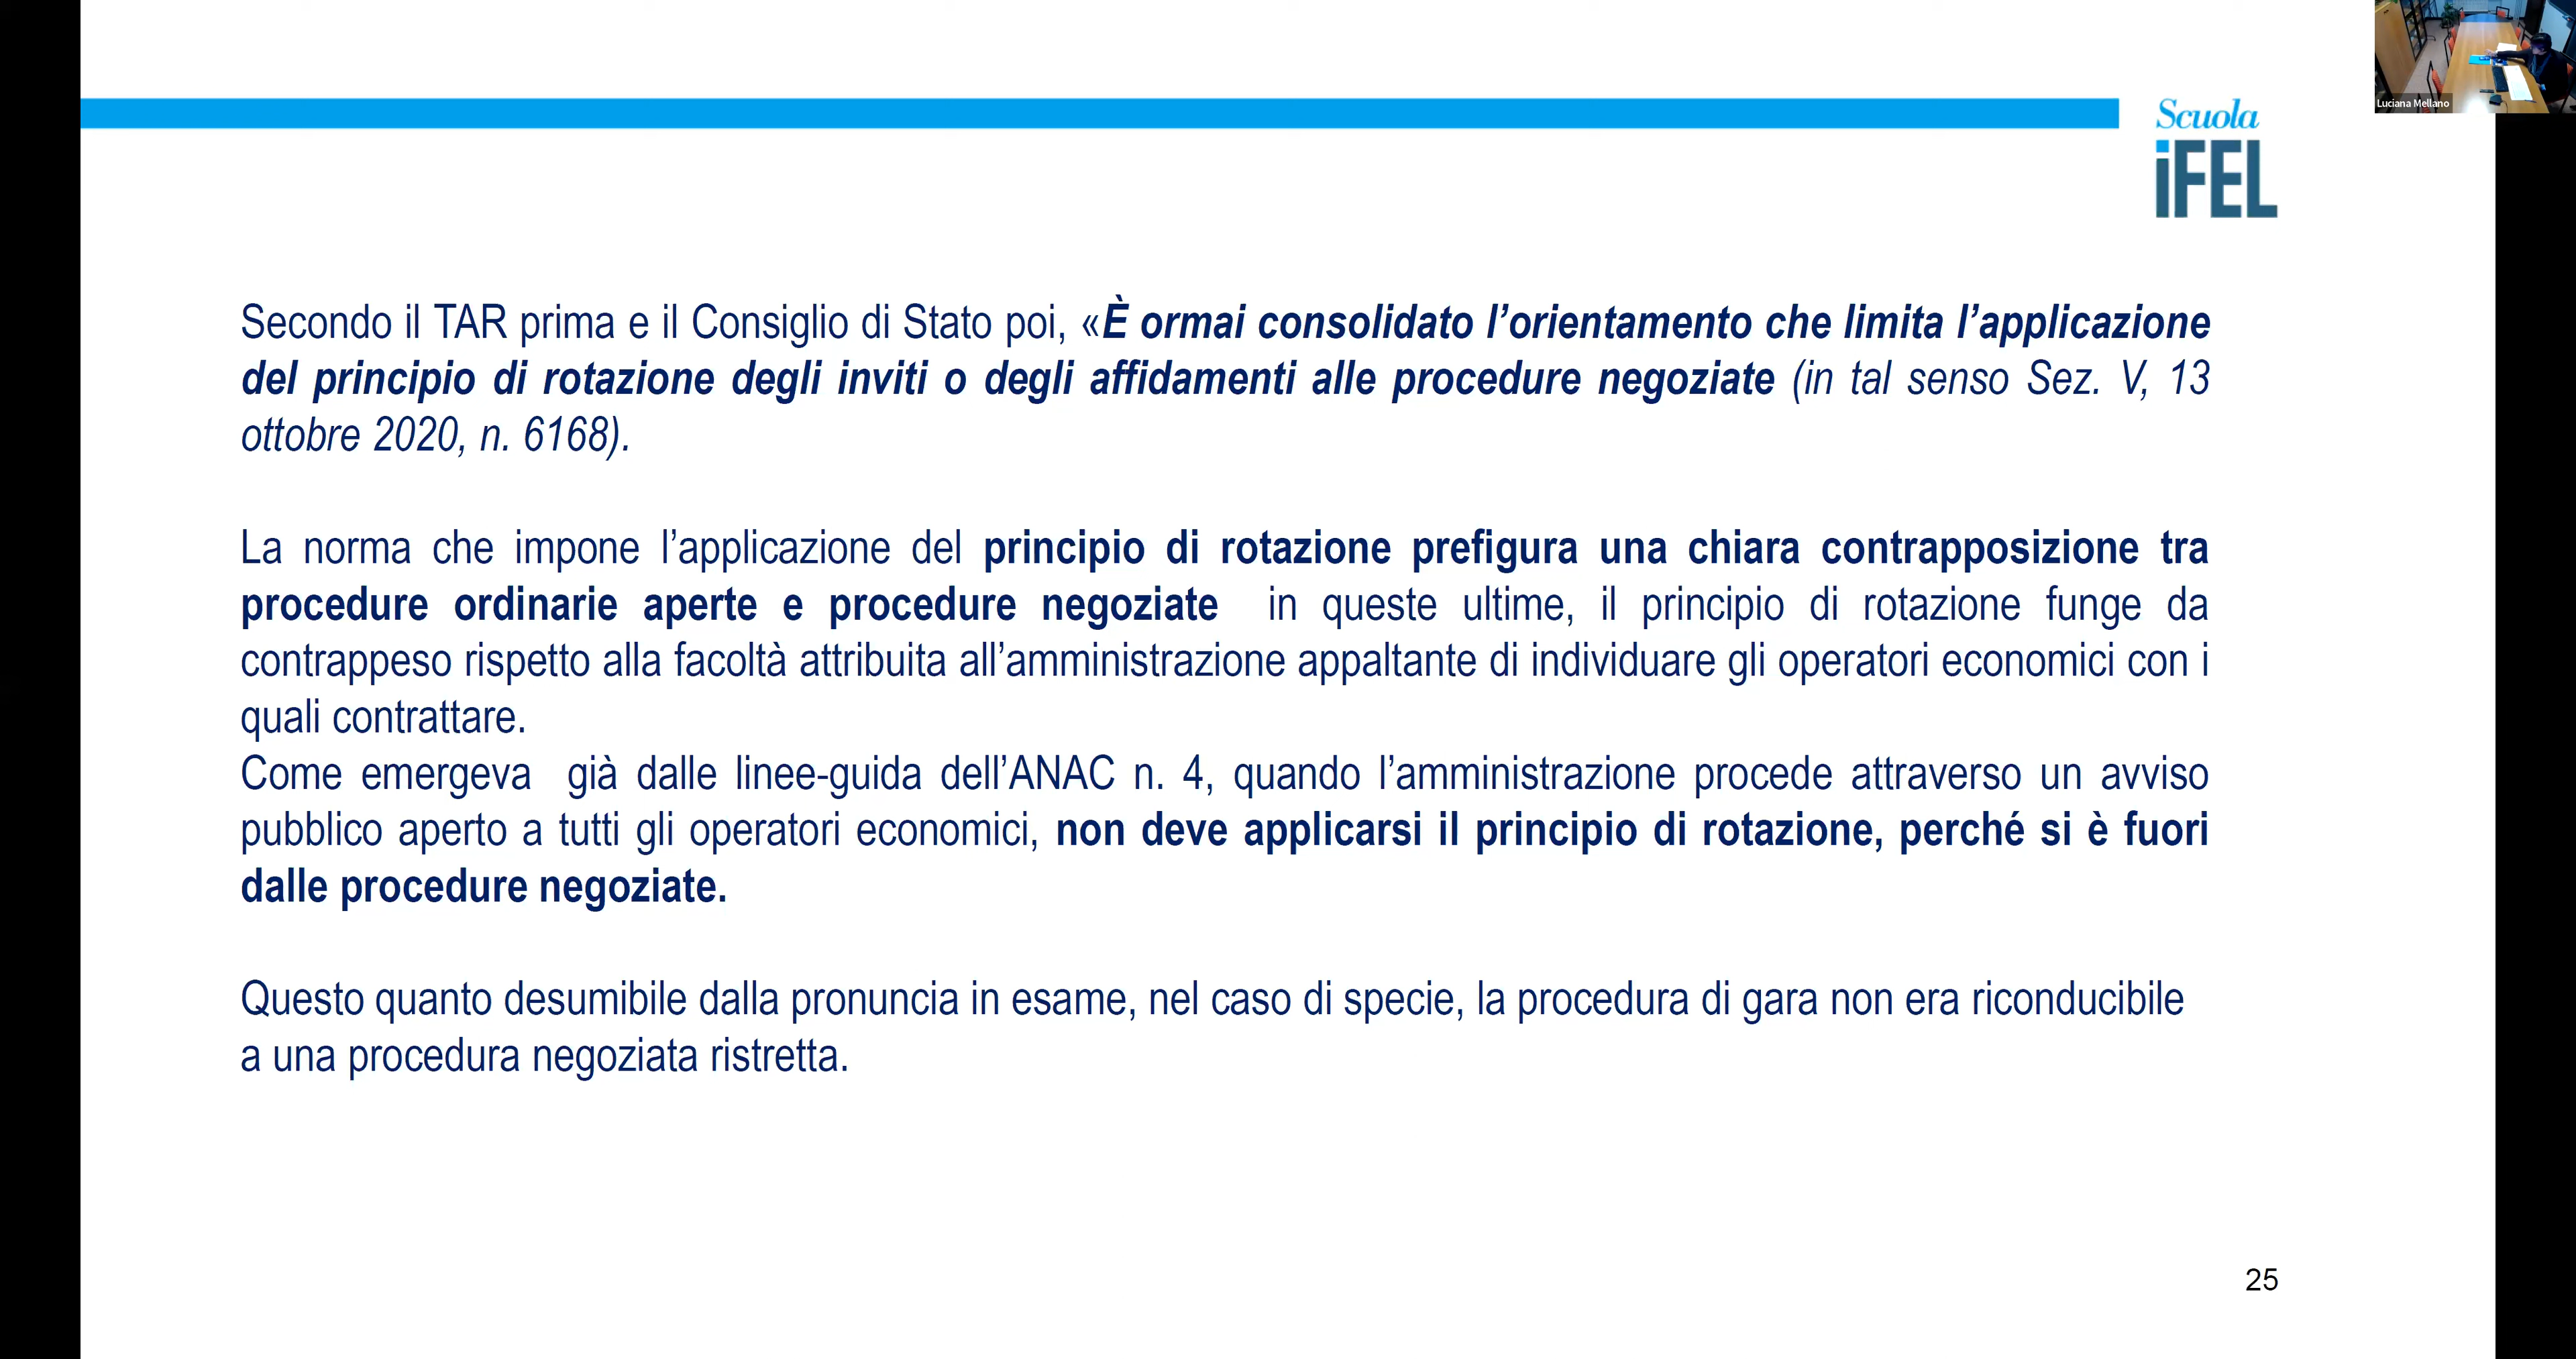 Luciana Mellano
Scuola
iFEL
Secondo il TAR prima e il Consiglio di Stato poi, «È ormai consolidato l’orientamento che limita l’applicazione
del principio di rotazione degli inviti o degli affidamenti alle procedure negoziate (in tal senso Sez. V, 13
ottobre 2020, n. 6168).
La norma che impone l’applicazione del principio di rotazione prefigura una chiara contrapposizione tra
procedure ordinarie aperte e procedure negoziate in queste ultime, il principio di rotazione funge da
contrappeso rispetto alla facoltà attribuita all’amministrazione appaltante di individuare gli operatori economici con i
quali contrattare.
Come emergeva già dalle linee-guida dell’ANAC n. 4, quando l’amministrazione procede attraverso un avviso
pubblico aperto a tutti gli operatori economici, non deve applicarsi il principio di rotazione, perché si è fuori
dalle procedure negoziate.
Questo quanto desumibile dalla pronuncia in esame, nel caso di specie, la procedura di gara non era riconducibile
a una procedura negoziata ristretta.
25